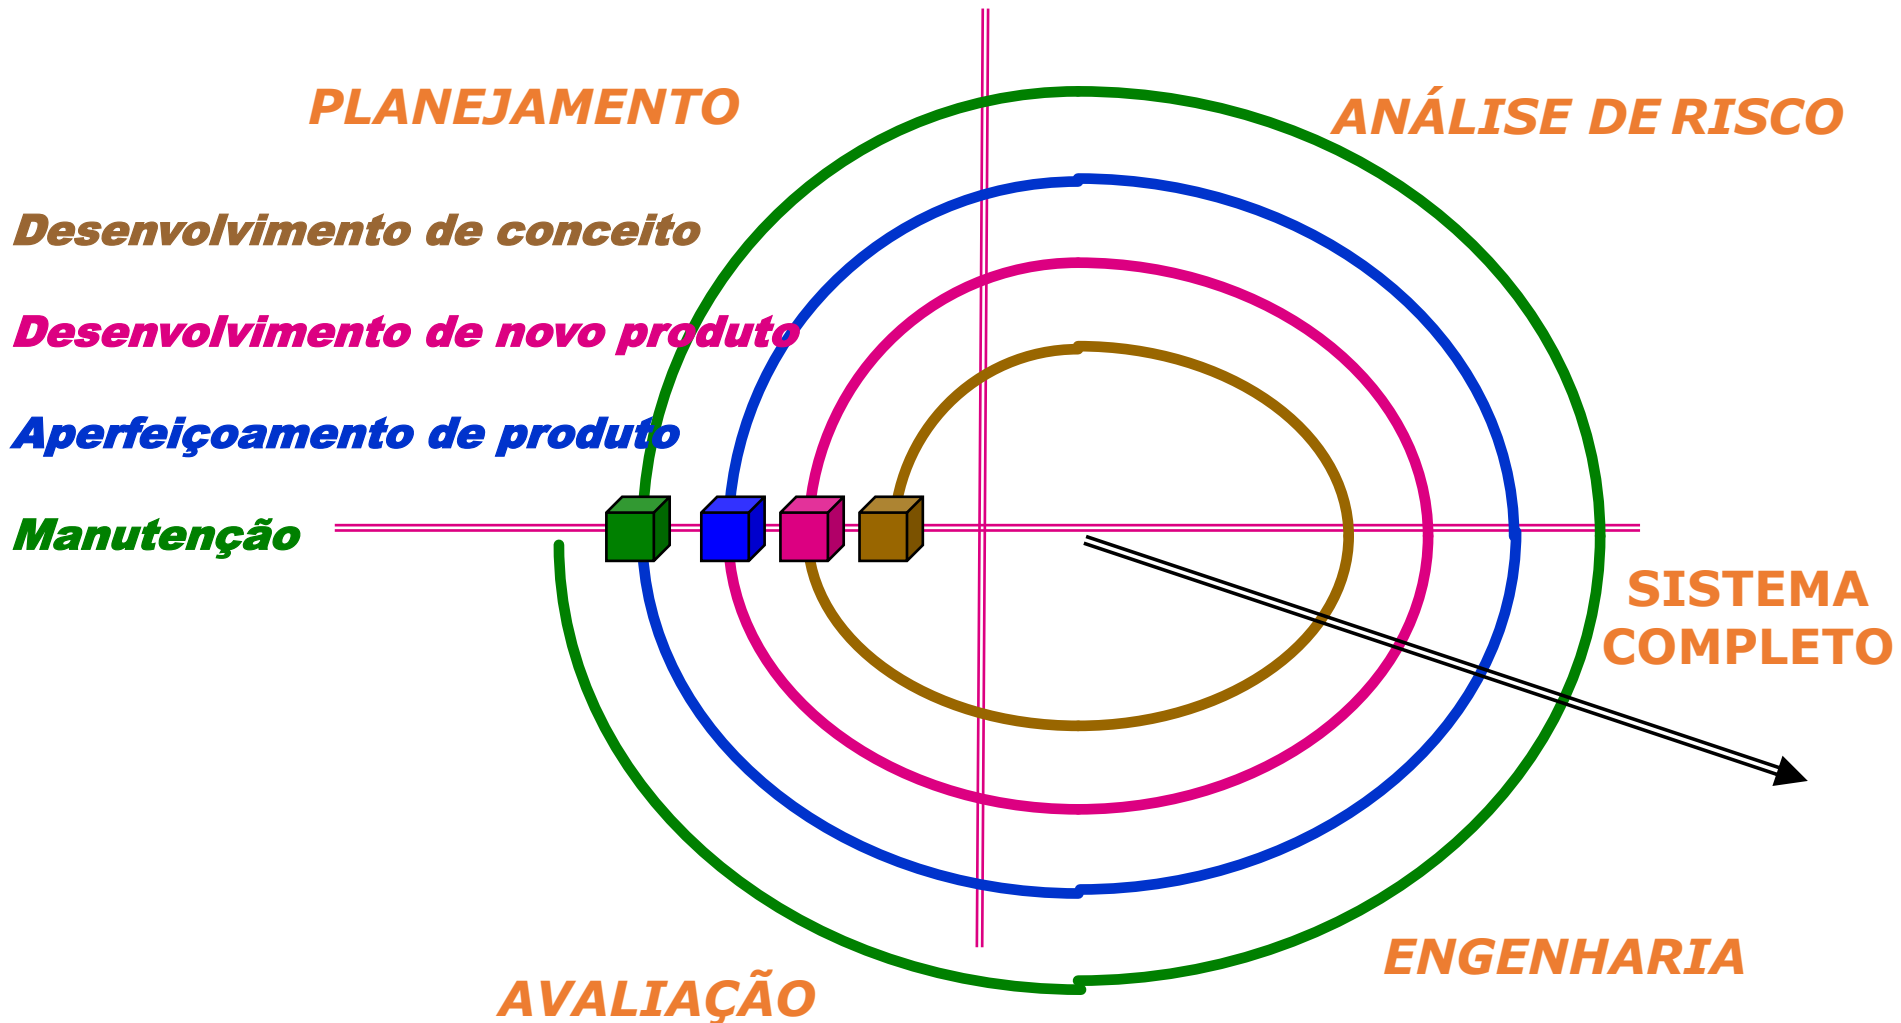 PLANEJAMENTO
ANÁLISE DE RISCO
Desenvolvimento de conceito
Desenvolvimento de novo produto
Aperfeiçoamento de produto
Manutenção
SISTEMA
COMPLETO
ENGENHARIA
AVALIAÇÃO